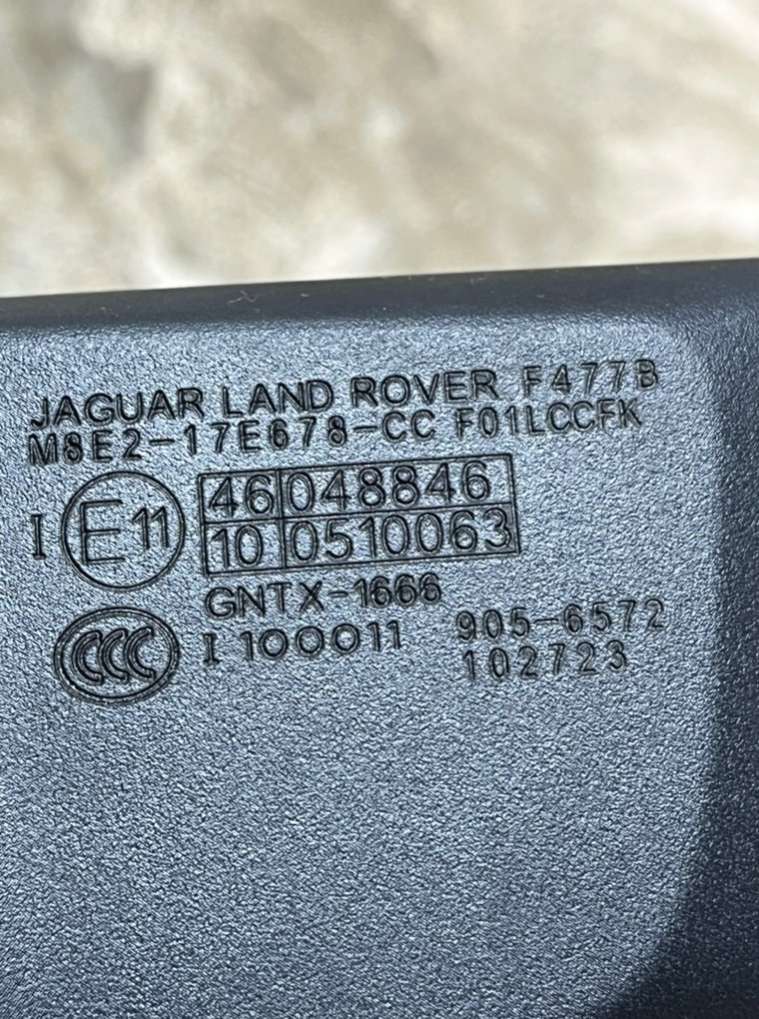 JAGUAR LAND ROVER F477B
M8E2-17E678-CC F01LCCFK
I E11 46 048846
10 0510063
GNTX-1666
CCC I 100011 905-6572
102723